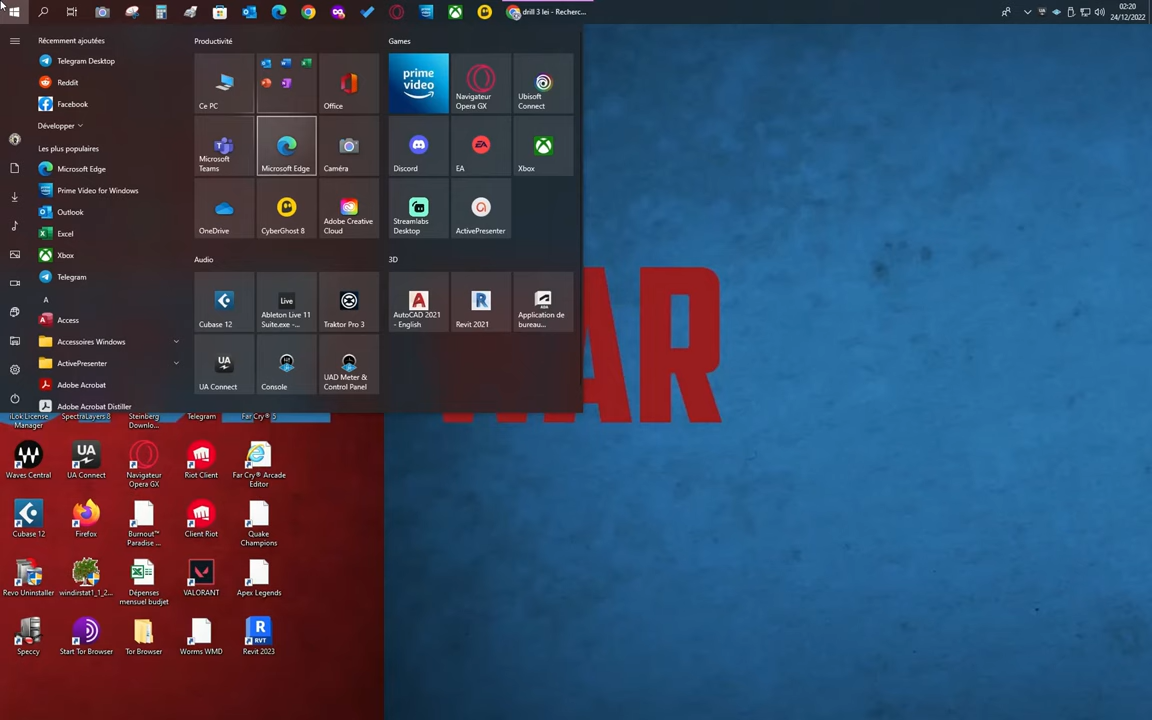 drill 3 lei - Recherc...
02:20
24/12/2022
Récemment ajoutées
Telegram Desktop
Reddit
Facebook
Développer
Les plus populaires
Microsoft Edge
Prime Video for Windows
Outlook
Excel
Xbox
Telegram
A
Access
Accessoires Windows
ActivePresenter
Adobe Acrobat
Adobe Acrobat Distiller
Productivité
Ce PC
Office
Microsoft
Teams
Microsoft Edge
Caméra
OneDrive
CyberGhost 8
Adobe Creative
Cloud
Audio
Cubase 12
Live
Ableton Live 11
Suite.exe -...
Traktor Pro 3
UA Connect
Console
UAD Meter &
Control Panel
Games
prime
video
Navigateur
Opera GX
Ubisoft
Connect
Discord
EA
Xbox
Streamlabs
Desktop
ActivePresenter
3D
AutoCAD 2021
- English
Revit 2021
Application de
bureau...
AR
iLok License
Manager
SpectraLayers 8
Steinberg
Downlo...
Telegram
Far Cry® 5
Waves Central
UA Connect
Navigateur
Opera GX
Riot Client
Far Cry® Arcade
Editor
Cubase 12
Firefox
Burnout™
Paradise ...
Client Riot
Quake
Champions
Revo Uninstaller
windirstat1_1_2...
Dépenses
mensuel budjet
VALORANT
Apex Legends
Speccy
Start Tor Browser
Tor Browser
Worms WMD
Revit 2023